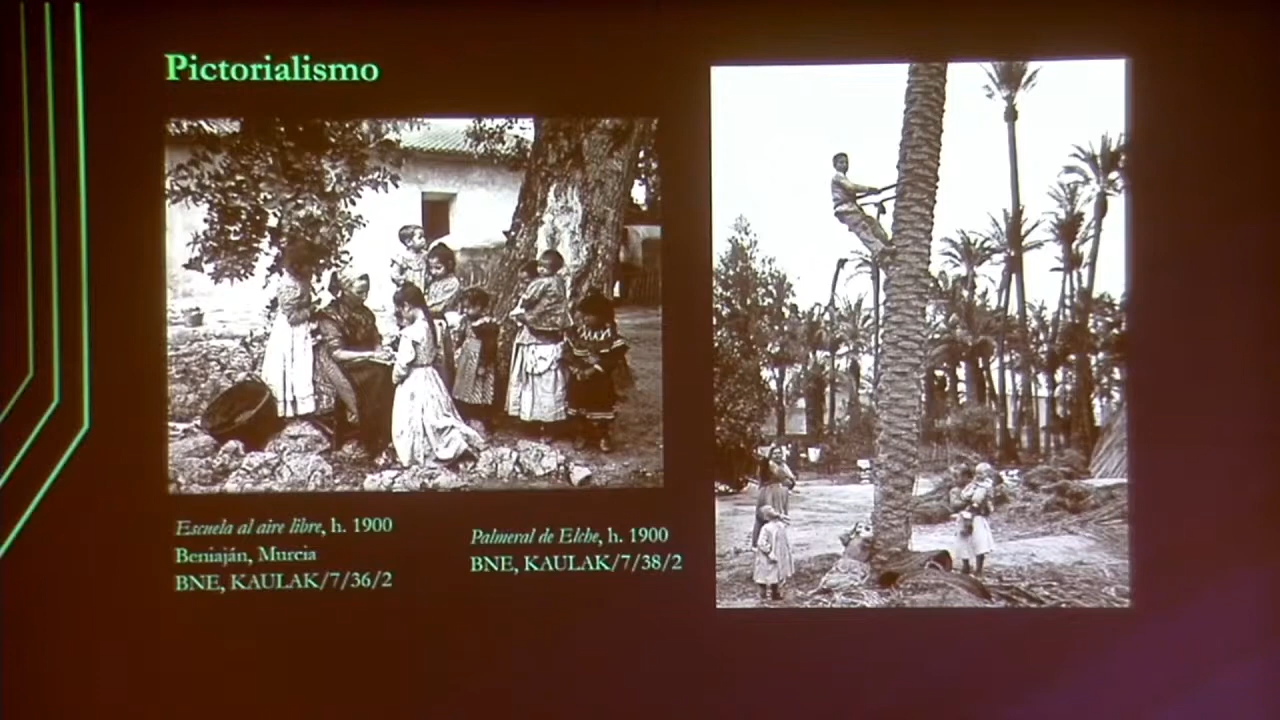 Pictorialismo
Escuela al aire libre, h. 1900
Beniaján, Murcia
BNE, KAULAK/7/36/2
Palmeral de Elche, h. 1900
BNE, KAULAK/7/38/2